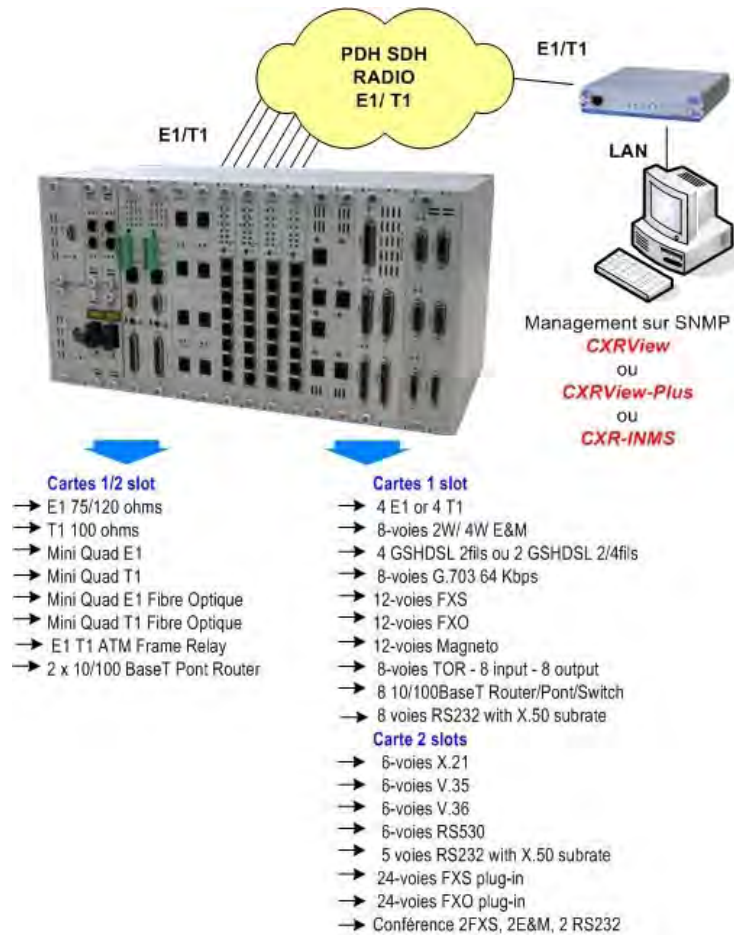 PDH SDH
RADIO
E1/ T1
E1/T1
E1/T1
LAN
Management sur SNMP
CXRView
ou
CXRView-Plus
ou
CXR-INMS
Cartes 1/2 slot
E1 75/120 ohms
T1 100 ohms
Mini Quad E1
Mini Quad T1
Mini Quad E1 Fibre Optique
Mini Quad T1 Fibre Optique
E1 T1 ATM Frame Relay
2 x 10/100 BaseT Pont Router
Cartes 1 slot
4 E1 or 4 T1
8-voies 2W/ 4W E&M
4 GSHDSL 2fils ou 2 GSHDSL 2/4fils
8-voies G.703 64 Kbps
12-voies FXS
12-voies FXO
12-voies Magneto
8-voies TOR - 8 input - 8 output
8 10/100BaseT Router/Pont/Switch
8 voies RS232 with X.50 subrate
Carte 2 slots
6-voies X.21
6-voies V.35
6-voies V.36
6-voies RS530
5 voies RS232 with X.50 subrate
24-voies FXS plug-in
24-voies FXO plug-in
Conférence 2FXS, 2E&M, 2 RS232